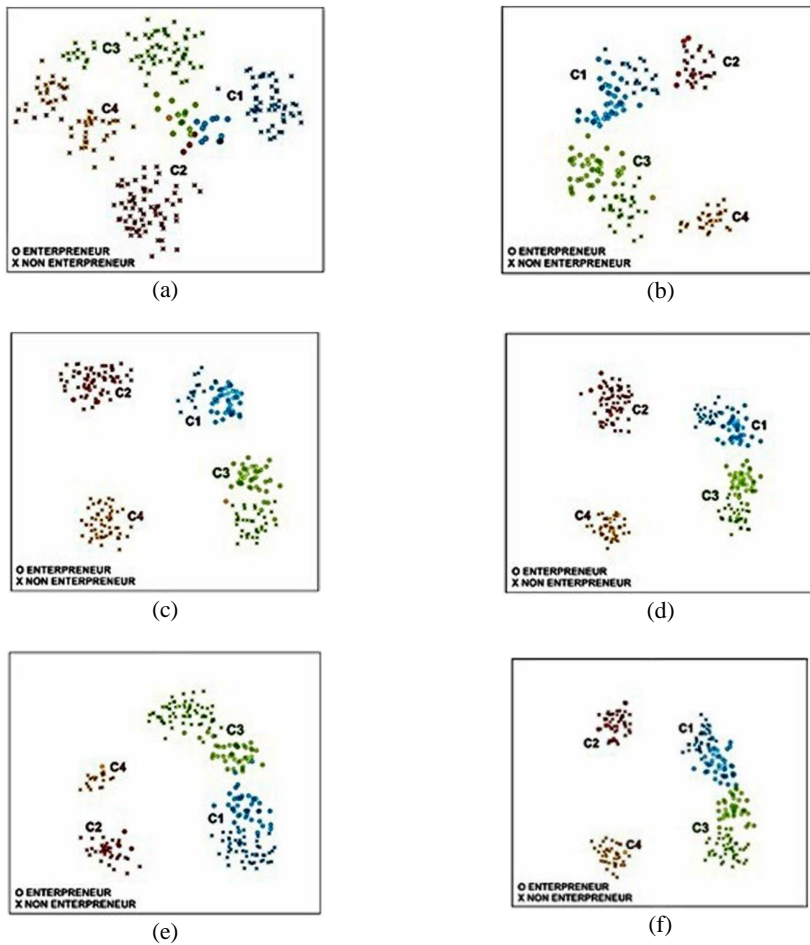 C3
C1
C4
C2
O ENTERPRENEUR
X NON ENTERPRENEUR
(a)
C1
C2
C3
C4
O ENTERPRENEUR
X NON ENTERPRENEUR
(b)
C2
C1
C3
C4
O ENTERPRENEUR
X NON ENTERPRENEUR
(c)
C2
C1
C3
C4
O ENTERPRENEUR
X NON ENTERPRENEUR
(d)
C3
C4
C1
C2
O ENTERPRENEUR
X NON ENTERPRENEUR
(e)
C1
C2
C3
C4
O ENTERPRENEUR
X NON ENTERPRENEUR
(f)